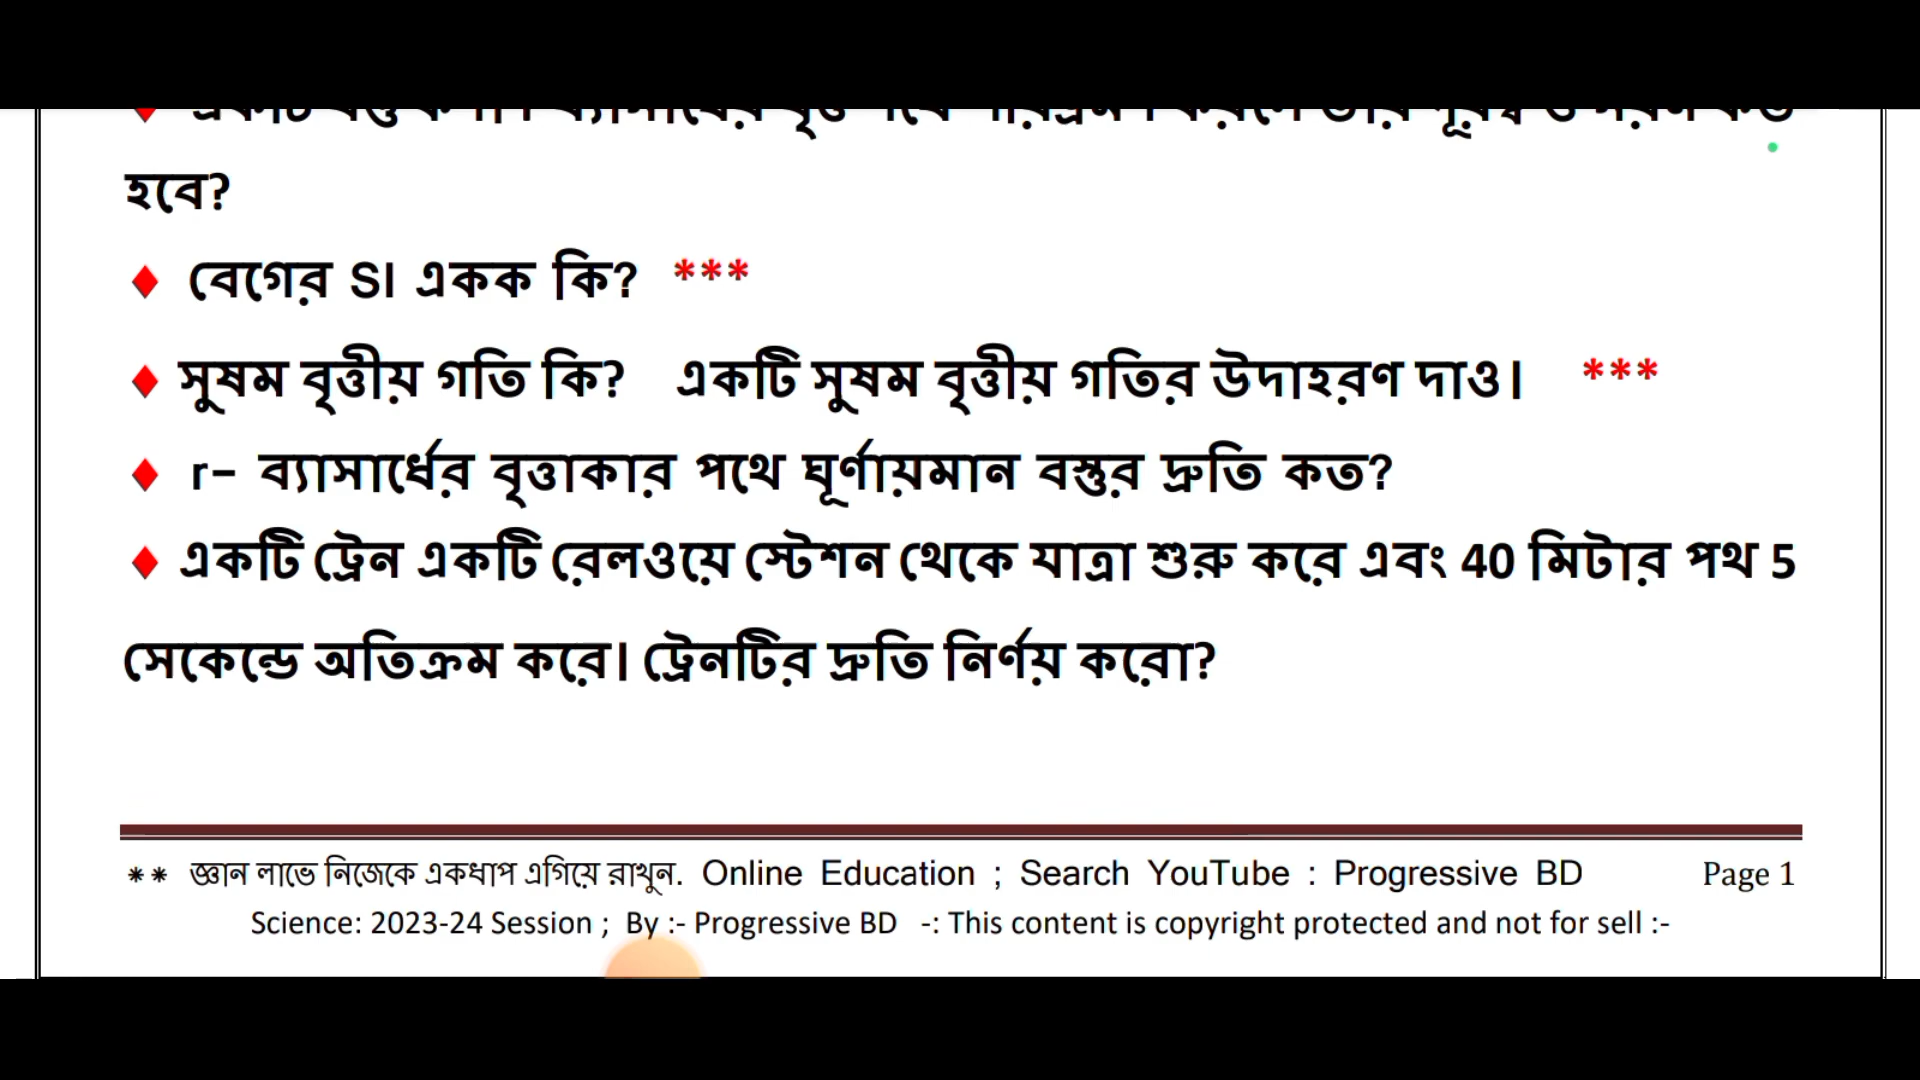 হবে?
♦ বেগের SI একক কি? ***
♦ সুষম বৃত্তীয় গতি কি? একটি সুষম বৃত্তীয় গতির উদাহরণ দাও। ***
♦ r- ব্যাসার্ধের বৃত্তাকার পথে ঘূর্ণায়মান বস্তুর দ্রুতি কত?
♦ একটি ট্রেন একটি রেলওয়ে স্টেশন থেকে যাত্রা শুরু করে এবং 40 মিটার পথ 5
সেকেন্ডে অতিক্রম করে। ট্রেনটির দ্রুতি নির্ণয় করো?
** জ্ঞান লাভে নিজেকে একধাপ এগিয়ে রাখুন. Online Education ; Search YouTube : Progressive BD Page 1
Science: 2023-24 Session ; By :- Progressive BD -: This content is copyright protected and not for sell :-